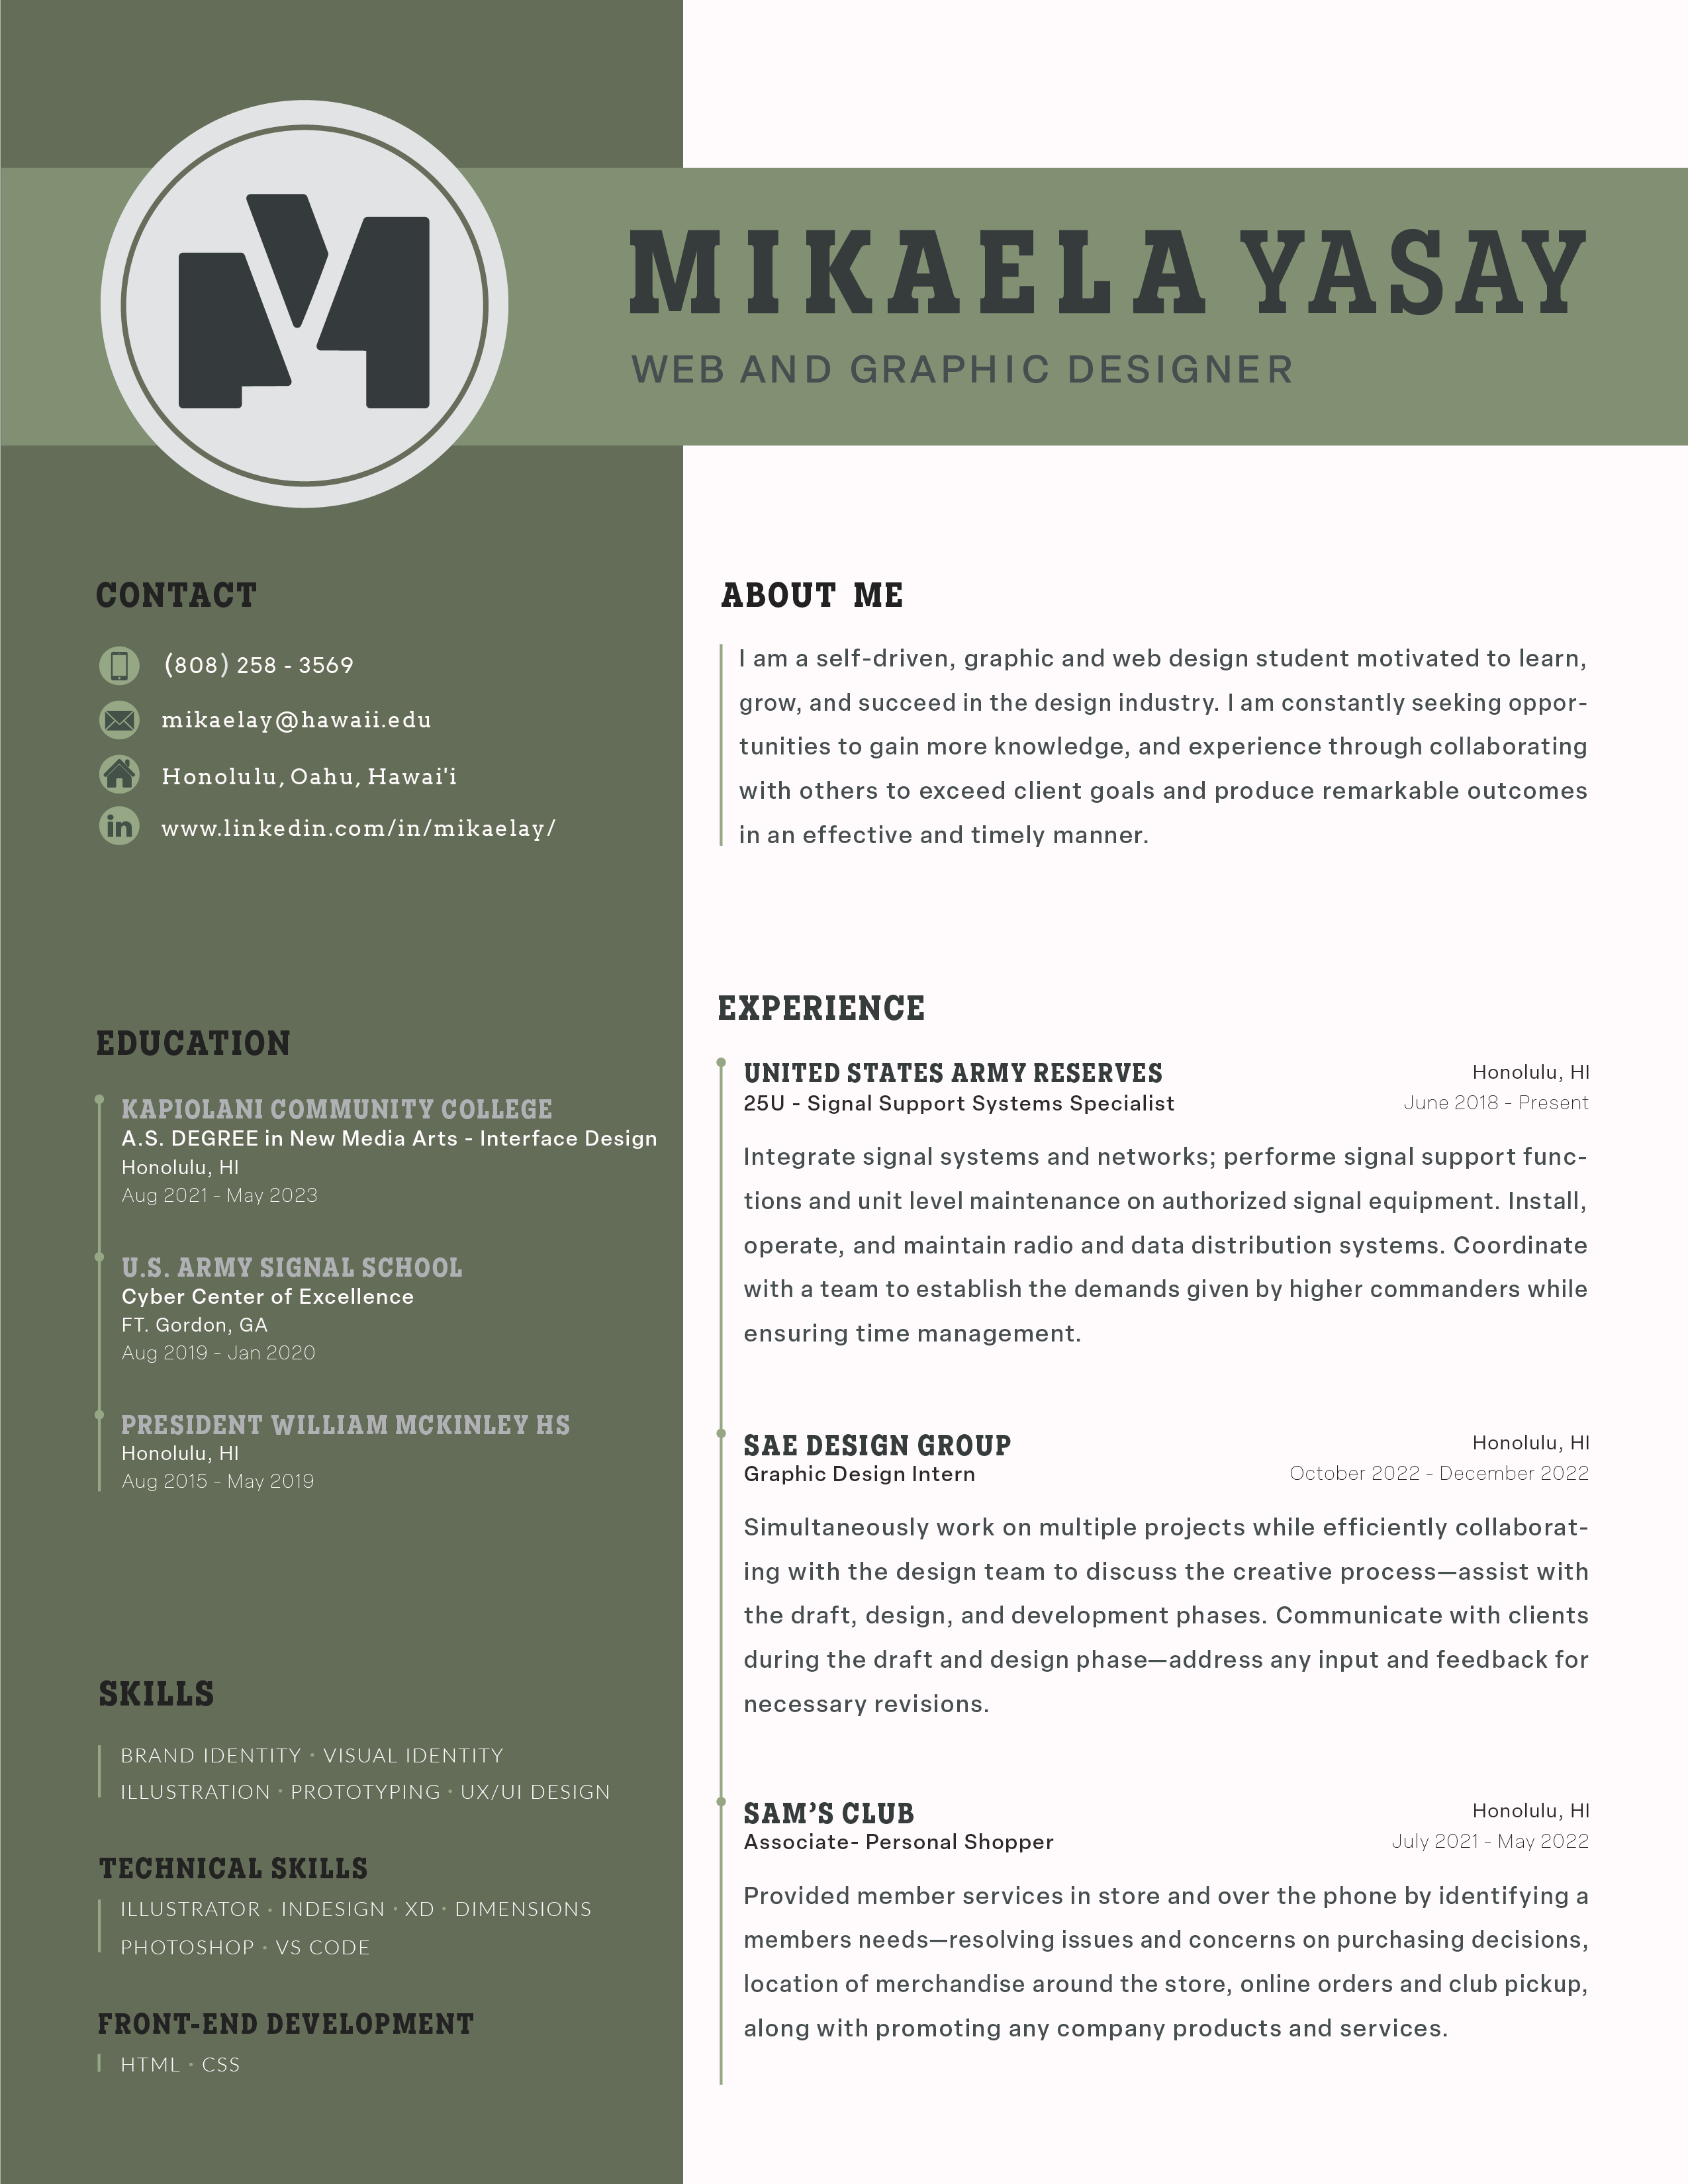 MIKAELA YASAY
WEB AND GRAPHIC DESIGNER
CONTACT
(808) 258 - 3569
mikaelay@hawaii.edu
Honolulu, Oahu, Hawai'i
in
www.linkedin.com/in/mikaelay/
EDUCATION
KAPIOLANI COMMUNITY COLLEGE
A.S. DEGREE in New Media Arts - Interface Design
Honolulu, HI
Aug 2021 - May 2023
U.S. ARMY SIGNAL SCHOOL
Cyber Center of Excellence
FT. Gordon, GA
Aug 2019 - Jan 2020
PRESIDENT WILLIAM MCKINLEY HS
Honolulu, HI
Aug 2015 - May 2019
SKILLS
BRAND IDENTITY • VISUAL IDENTITY
ILLUSTRATION • PROTOTYPING • UX/UI DESIGN
TECHNICAL SKILLS
ILLUSTRATOR • INDESIGN • XD • DIMENSIONS
PHOTOSHOP • VS CODE
FRONT-END DEVELOPMENT
HTML • CSS
ABOUT ME
I am a self-driven, graphic and web design student motivated to learn,
grow, and succeed in the design industry. I am constantly seeking oppor-
tunities to gain more knowledge, and experience through collaborating
with others to exceed client goals and produce remarkable outcomes
in an effective and timely manner.
EXPERIENCE
UNITED STATES ARMY RESERVES Honolulu, HI
25U - Signal Support Systems Specialist June 2018 - Present
Integrate signal systems and networks; performe signal support func-
tions and unit level maintenance on authorized signal equipment. Install,
operate, and maintain radio and data distribution systems. Coordinate
with a team to establish the demands given by higher commanders while
ensuring time management.
SAE DESIGN GROUP Honolulu, HI
Graphic Design Intern October 2022 - December 2022
Simultaneously work on multiple projects while efficiently collaborat-
ing with the design team to discuss the creative process—assist with
the draft, design, and development phases. Communicate with clients
during the draft and design phase—address any input and feedback for
necessary revisions.
SAM’S CLUB Honolulu, HI
Associate- Personal Shopper July 2021 - May 2022
Provided member services in store and over the phone by identifying a
members needs—resolving issues and concerns on purchasing decisions,
location of merchandise around the store, online orders and club pickup,
along with promoting any company products and services.